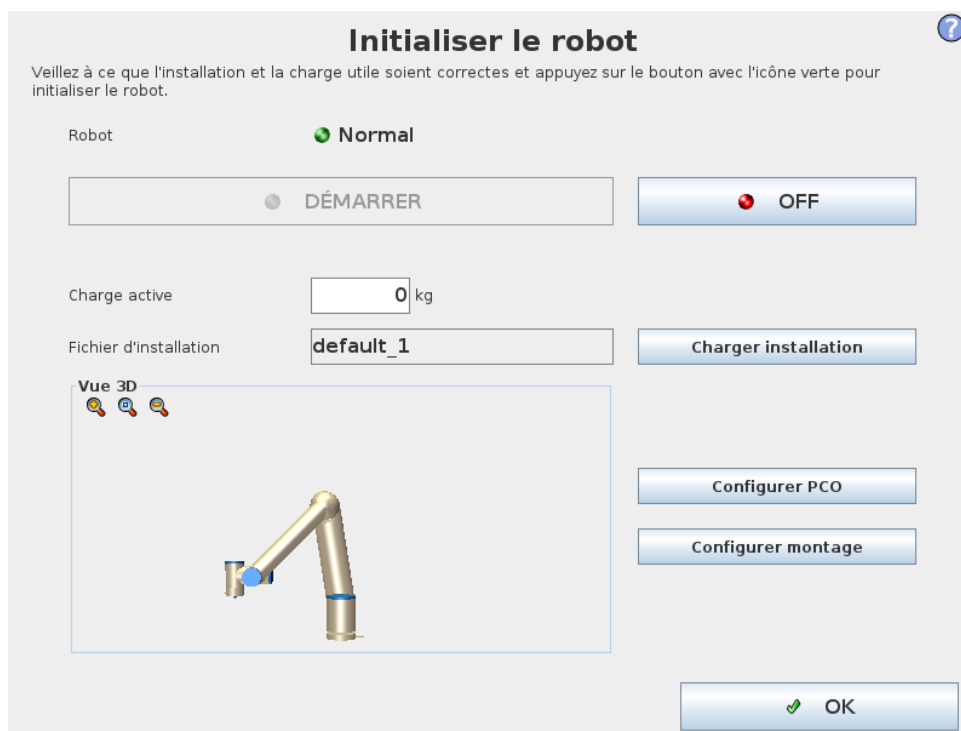 Initialiser le robot
?
Veillez à ce que l'installation et la charge utile soient correctes et appuyez sur le bouton avec l'icône verte pour
initialiser le robot.
Robot
Normal
DÉMARRER
OFF
Charge active
0 kg
Fichier d'installation
default_1
Charger installation
Vue 3D
Configurer PCO
Configurer montage
OK